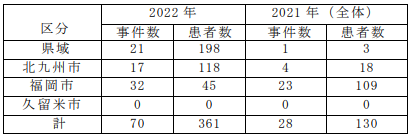 区分 2022年 2021年（全体）
事件数 患者数 事件数 患者数
県域 21 198 1 3
北九州市 17 118 4 18
福岡市 32 45 23 109
久留米市 0 0 0 0
計 70 361 28 130